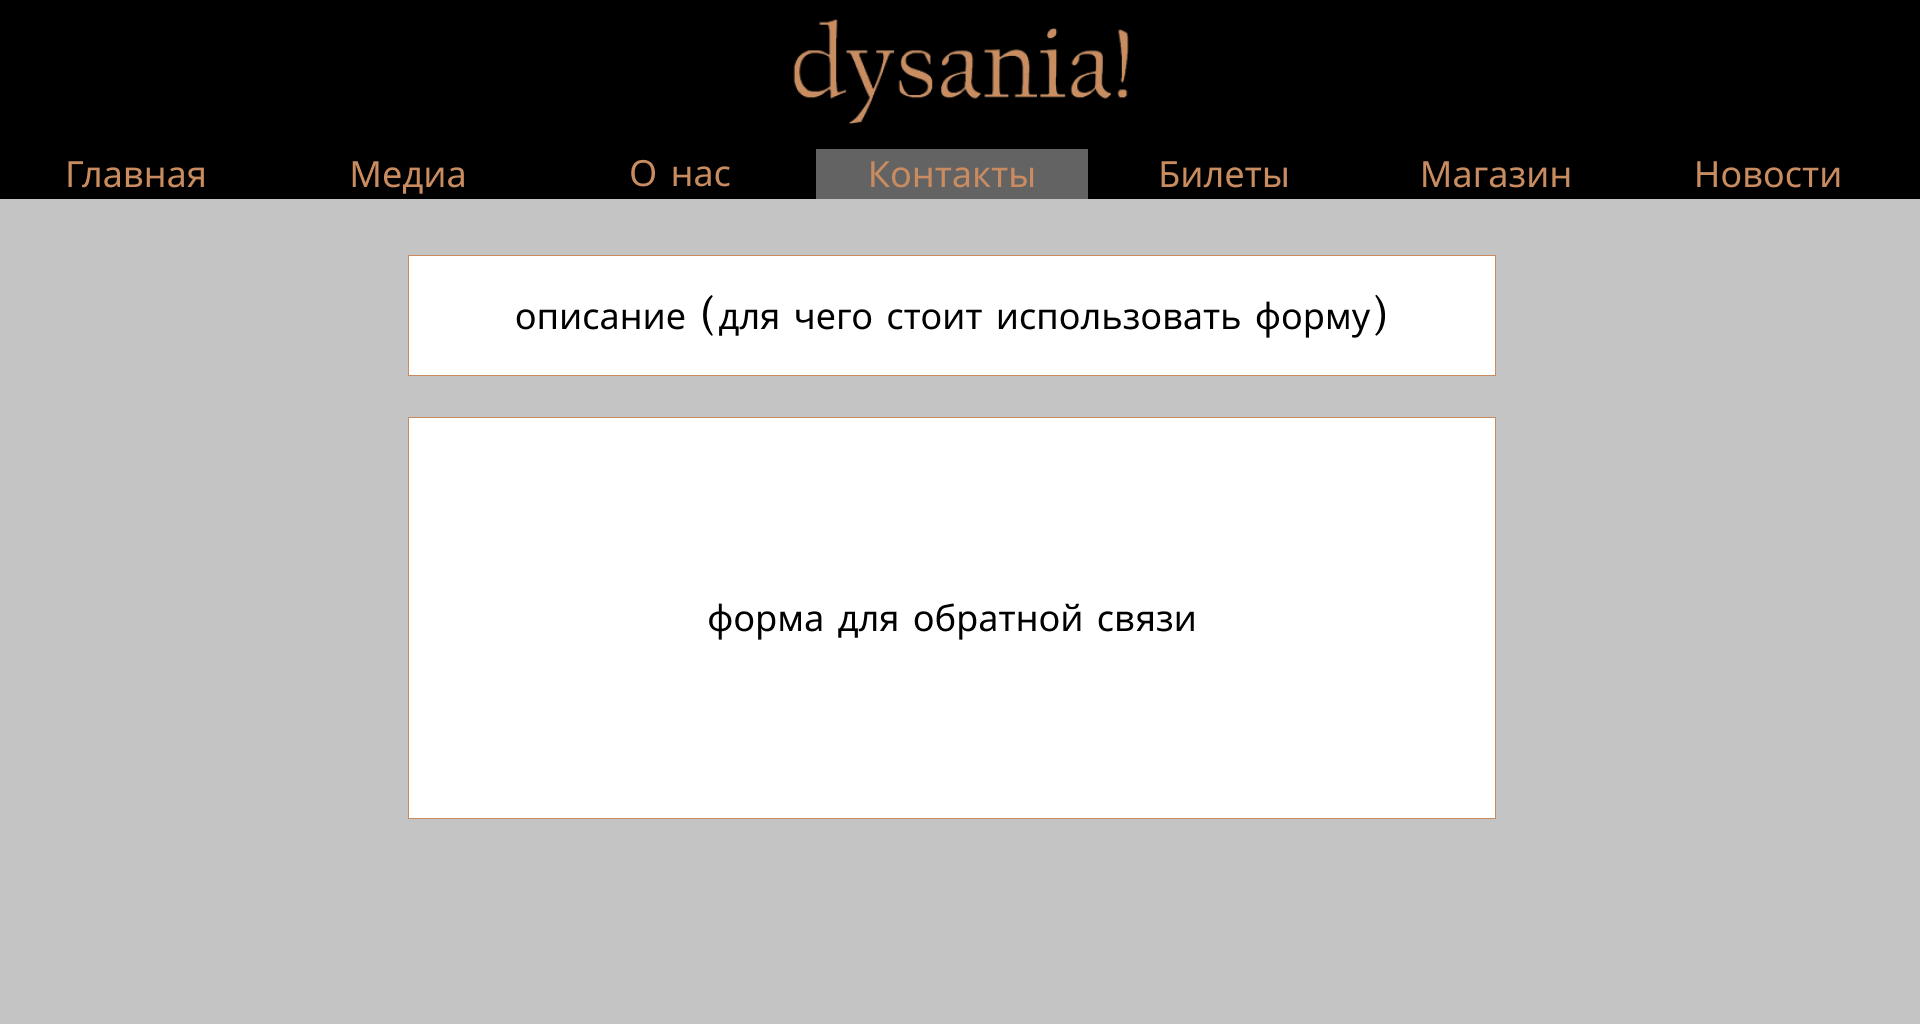 dysania!
Главная Медиа О нас Контакты Билеты Магазин Новости
описание (для чего стоит использовать форму)
форма для обратной связи